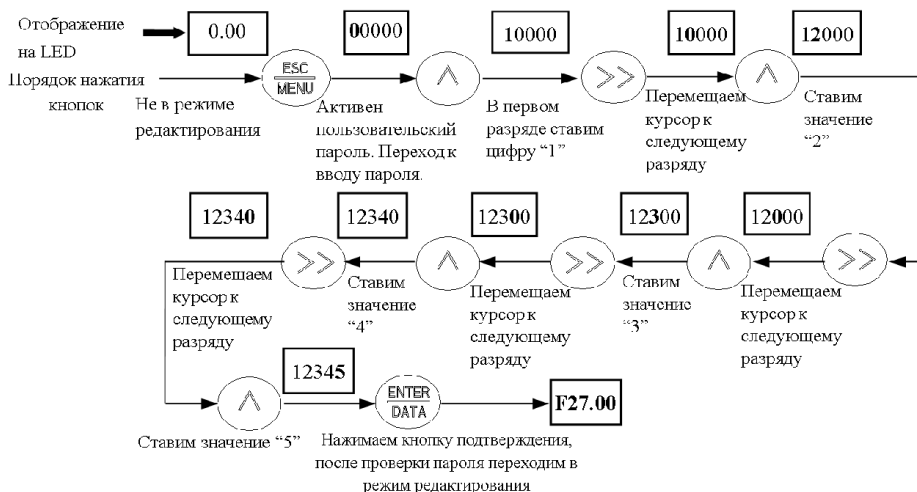 Отображение
на LED
0.00
00000
10000
10000
12000
Порядок нажатия
кнопок
ESC
MENU
Не в режиме
редактирования
Активен
пользовательский
пароль. Переход к
вводу пароля.
В первом
разряде ставим
цифру “1”
Перемещаем
курсор к
следующему
разряду
Ставим
значение
“2”
12340
12340
12300
12300
12000
Перемещаем
курсор к
следующему
разряду
Ставим
значение
“4”
Перемещаем
курсор к
следующему
разряду
Ставим
значение
“3”
Перемещаем
курсор к
следующему
разряду
12345
ENTER
DATA
F27.00
Ставим значение “5”
Нажимаем кнопку подтверждения,
после проверки пароля переходим в
режим редактирования